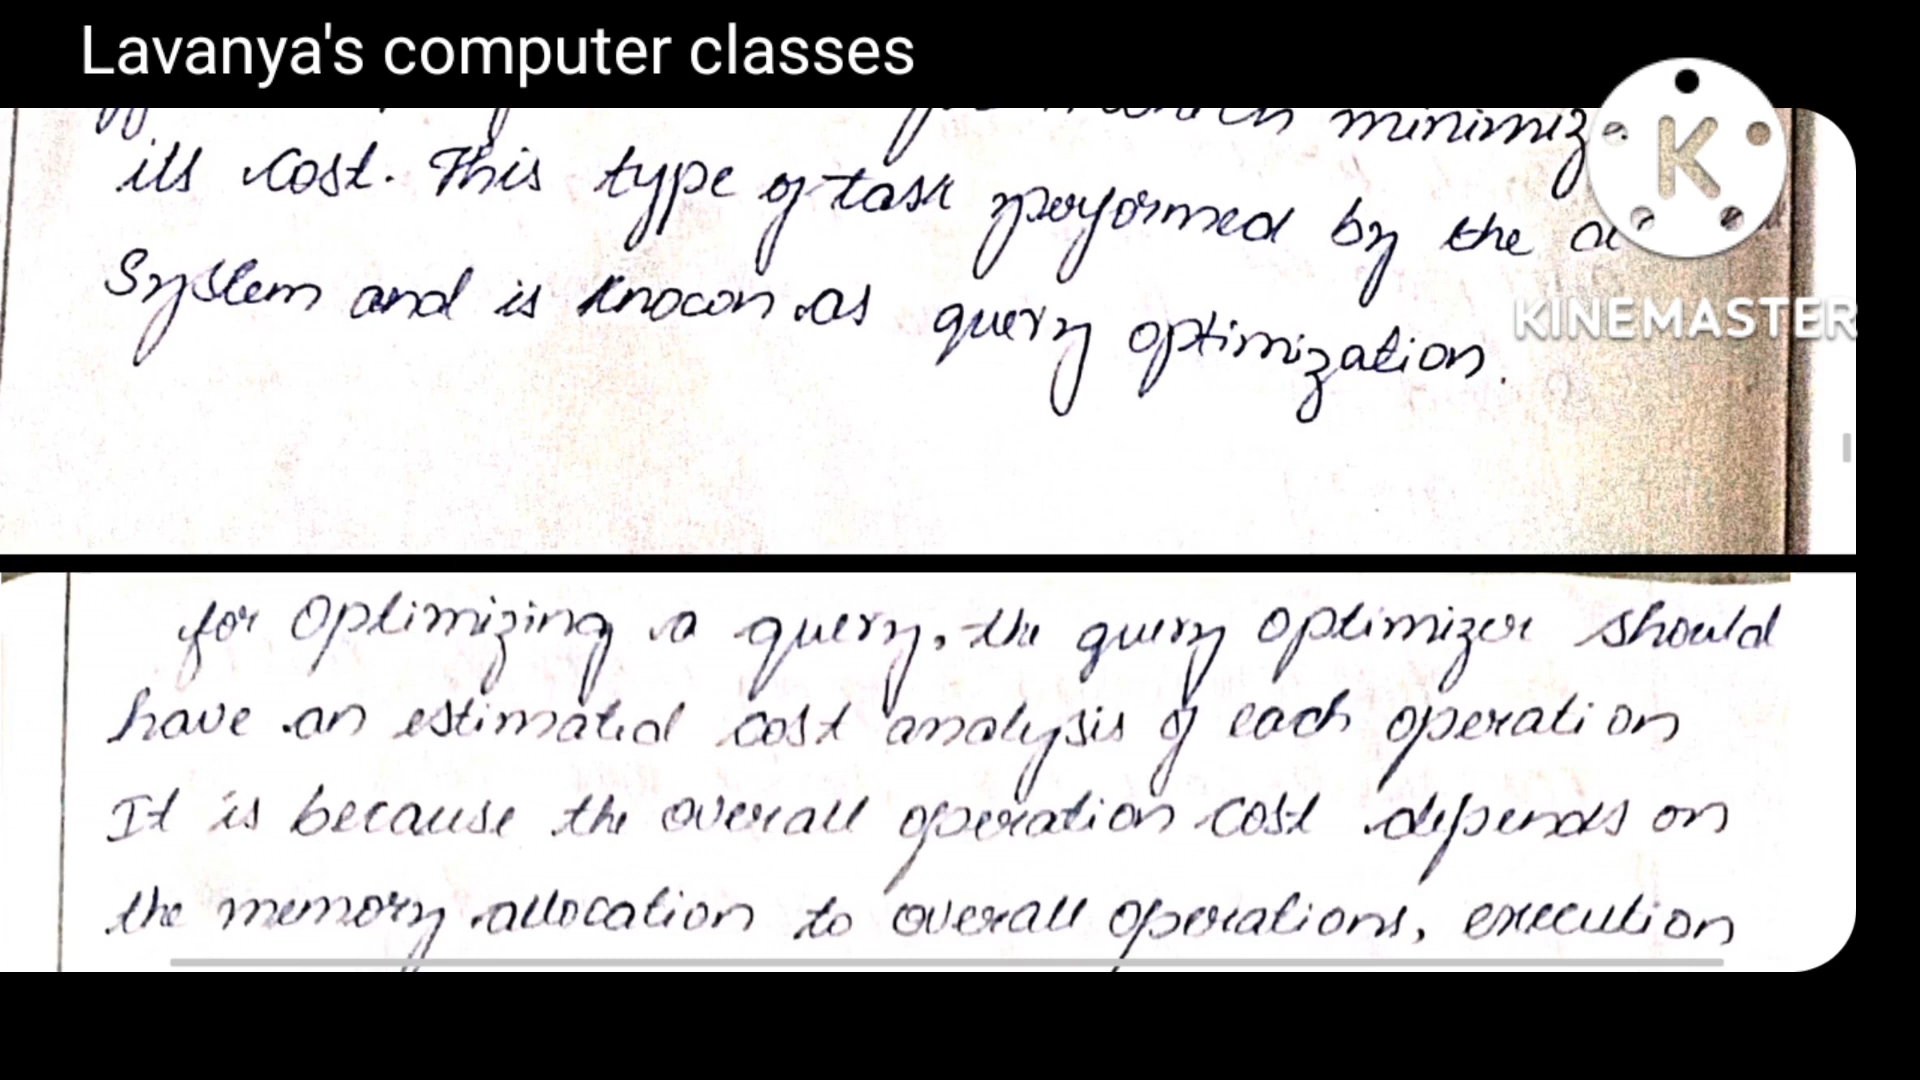 Lavanya's computer classes
minimiz
its cost. This type of task performed by the
System and is known as query optimization.
K
KINEMASTER
for optimizing a query, the query optimizer should
have an estimated cost analysis of each operation
It is because the overall operation cost depends on
the memory allocation to overall operations, execution